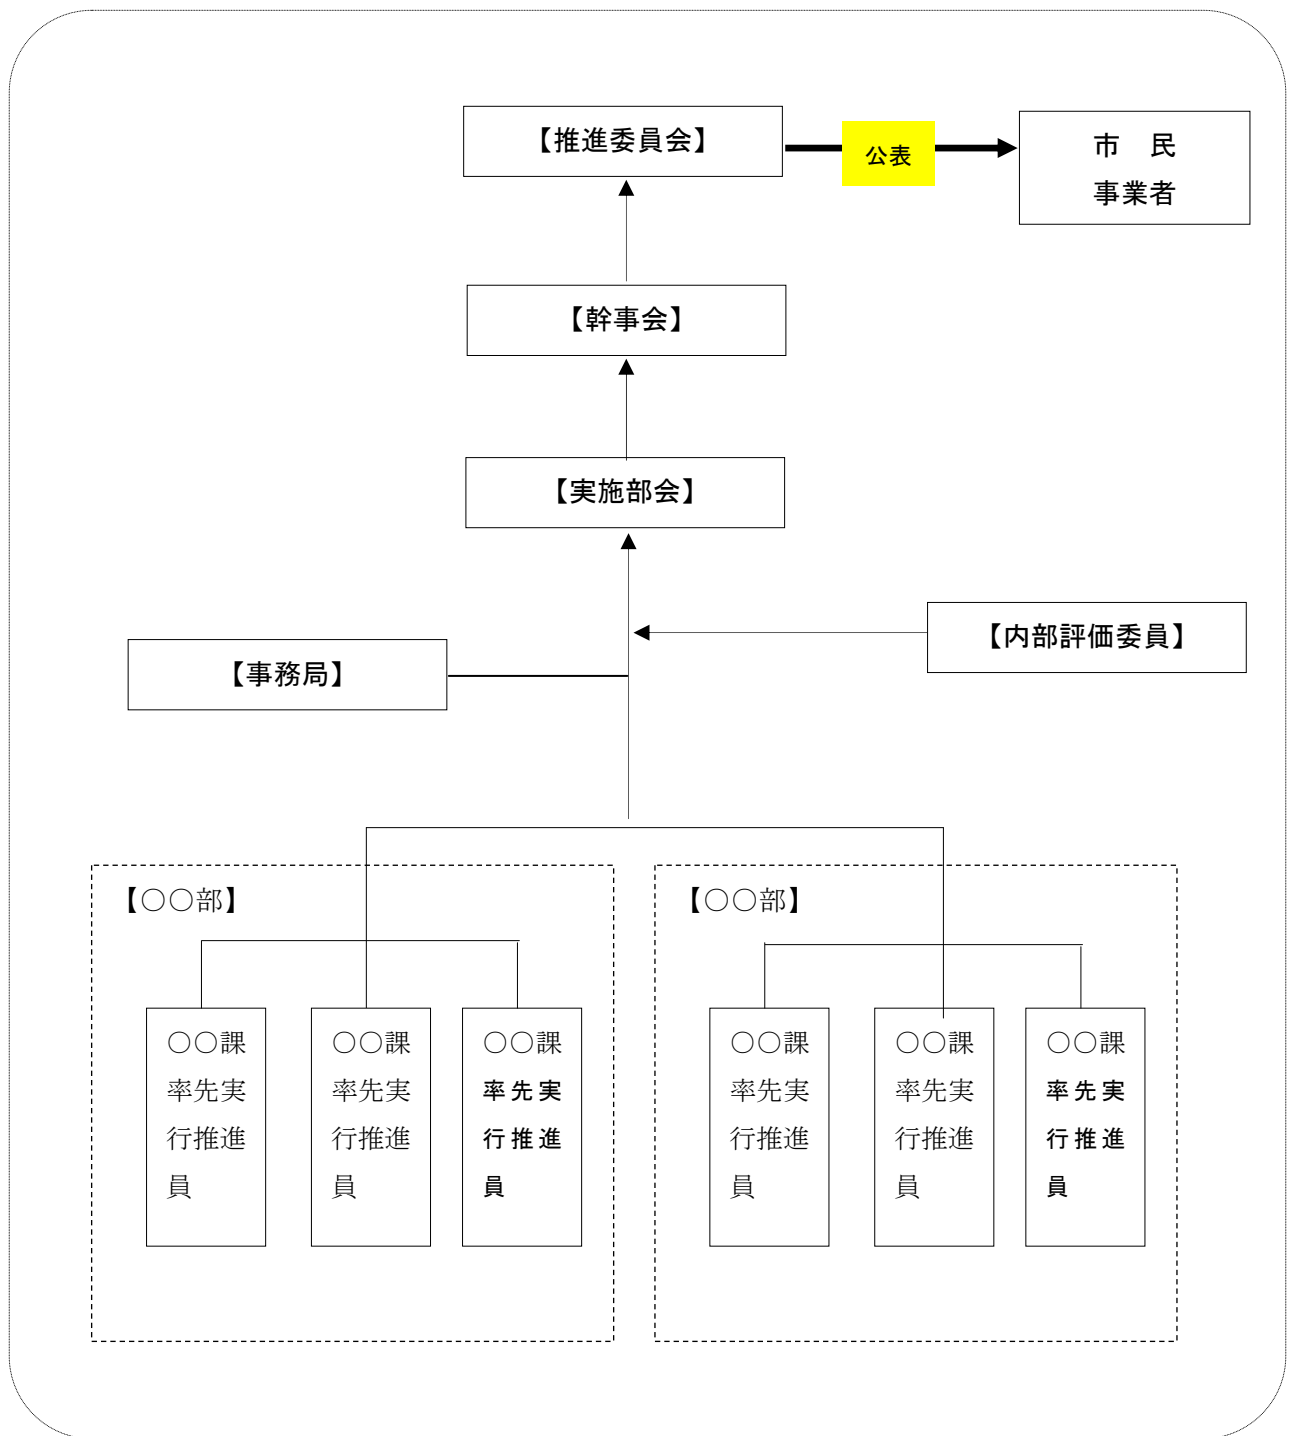 【推進委員会】
公表
市　民
事業者
【幹事会】
【実施部会】
【内部評価委員】
【事務局】
【○○部】
○○課
率先実
行推進
員
○○課
率先実
行推進
員
○○課
率先実
行推進
員
【○○部】
○○課
率先実
行推進
員
○○課
率先実
行推進
員
○○課
率先実
行推進
員